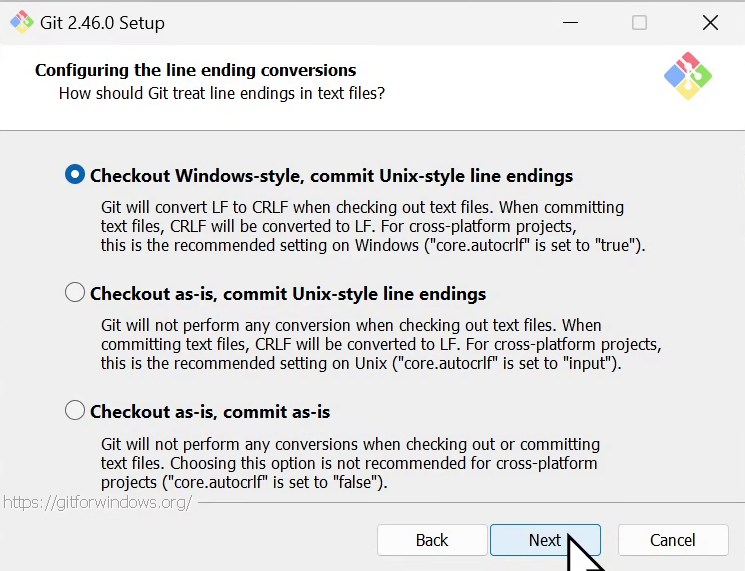 Git 2.46.0 Setup
Configuring the line ending conversions
How should Git treat line endings in text files?
Checkout Windows-style, commit Unix-style line endings
Git will convert LF to CRLF when checking out text files. When committing
text files, CRLF will be converted to LF. For cross-platform projects,
this is the recommended setting on Windows ("core.autocrlf" is set to "true").
Checkout as-is, commit Unix-style line endings
Git will not perform any conversion when checking out text files. When
committing text files, CRLF will be converted to LF. For cross-platform projects,
this is the recommended setting on Unix ("core.autocrlf" is set to "input").
Checkout as-is, commit as-is
Git will not perform any conversions when checking out or committing
text files. Choosing this option is not recommended for cross-platform
projects ("core.autocrlf" is set to "false").
https://gitforwindows.org/
Back Next Cancel